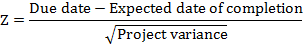 Z = Due date − Expected date of completion / √Project variance